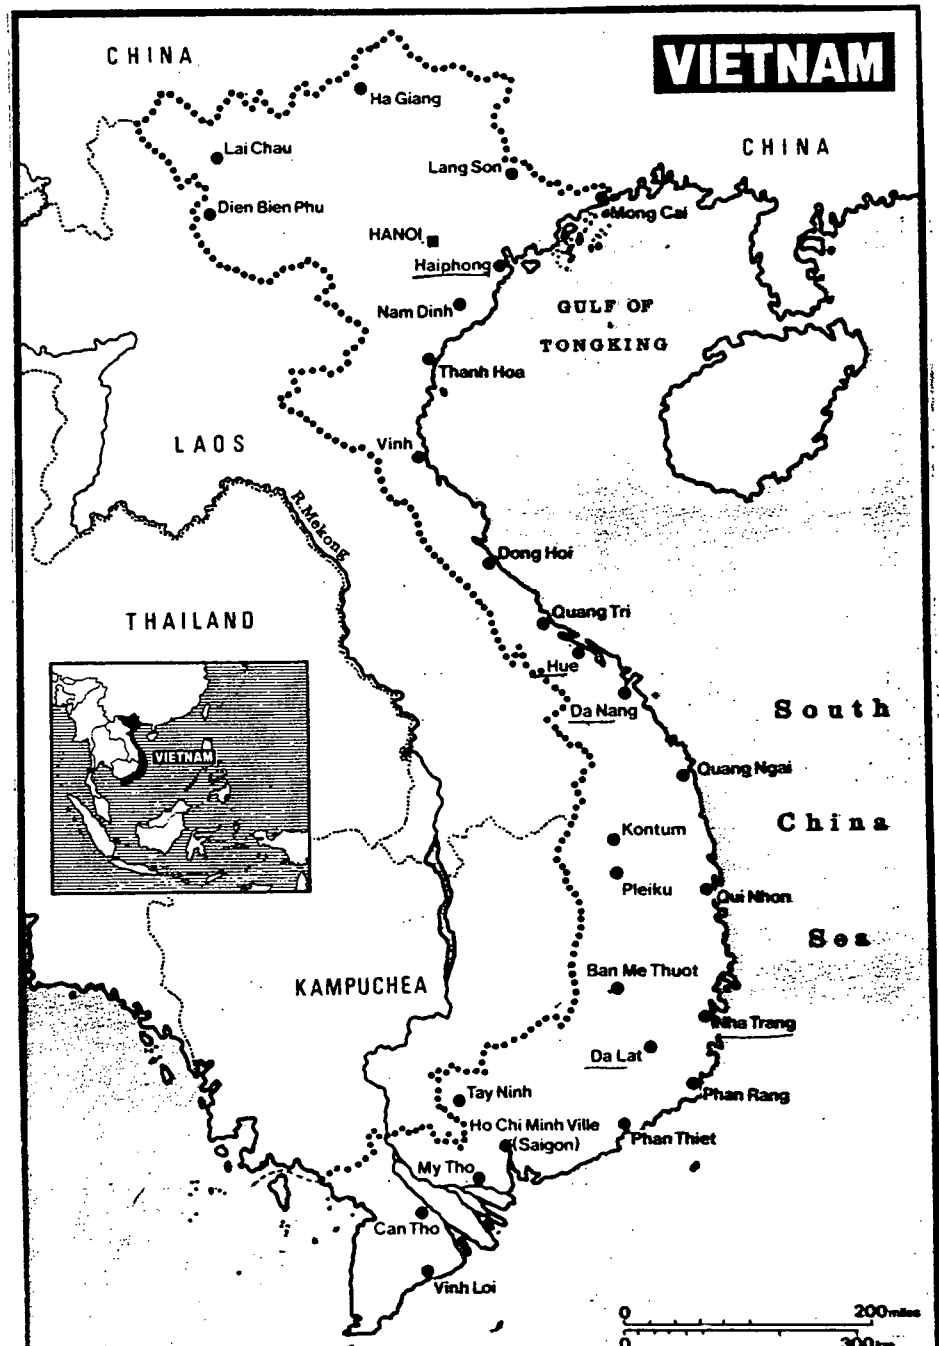 VIETNAM
CHINA
Ha Giang
CHINA
Lai Chau
Lang Son
Dien Bien Phu
Mong Cai
HANOI
Haiphong
Nam Dinh
GULF OF
TONGKING
Thanh Hoa
LAOS
Vinh
R. Mekong
Dong Hoi
Quang Tri
THAILAND
Hue
Da Nang
South
VIETNAM
Quang Ngai
China
Kontum
Pleiku
Qui Nhon
Sea
Ban Me Thuot
KAMPUCHEA
Nha Trang
Da Lat
Tay Ninh
Phan Rang
Ho Chi Minh Ville
(Saigon)
Phan Thiet
My Tho
Can Tho
Vinh Loi
0 200 miles
300 km